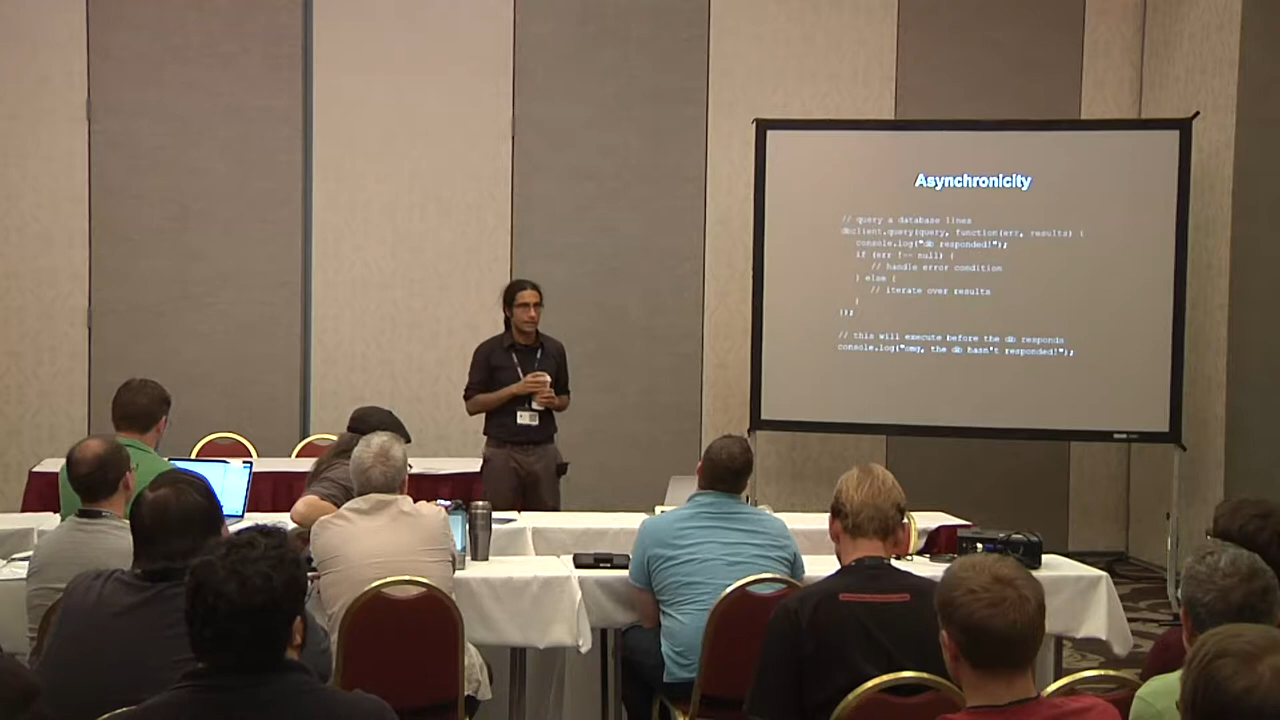 Asynchronicity
// query a database lines
dbclient.query(query, function(err, results) {
console.log("db responded!");
if (err !== null) {
// handle error condition
} else {
// iterate over results
}
});
// this will execute before the db responds
console.log("omg, the db hasn't responded!");